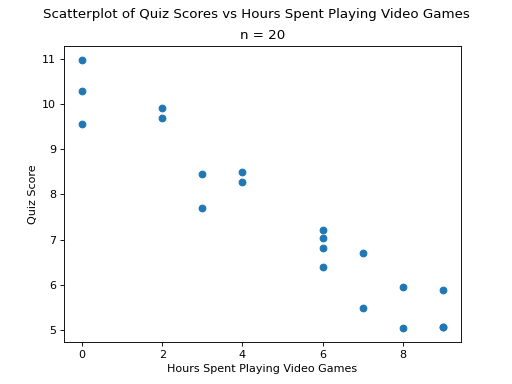 Scatterplot of Quiz Scores vs Hours Spent Playing Video Games
n = 20
11
10
9
8
7
6
5
Quiz Score
0 2 4 6 8
Hours Spent Playing Video Games